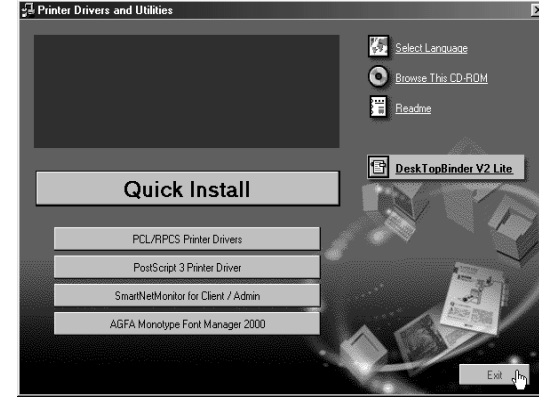 Printer Drivers and Utilities
Select Language
Browse This CD-ROM
Readme
DeskTopBinder V2 Lite
Quick Install
PCL/RPCS Printer Drivers
PostScript 3 Printer Driver
SmartNetMonitor for Client / Admin
AGFA Monotype Font Manager 2000
Exit